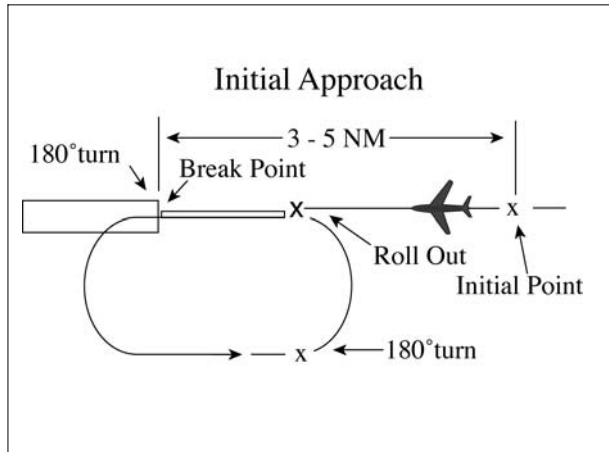 Initial Approach
3 - 5 NM
180°turn
Break Point
x
x
Roll Out
Initial Point
x
180°turn